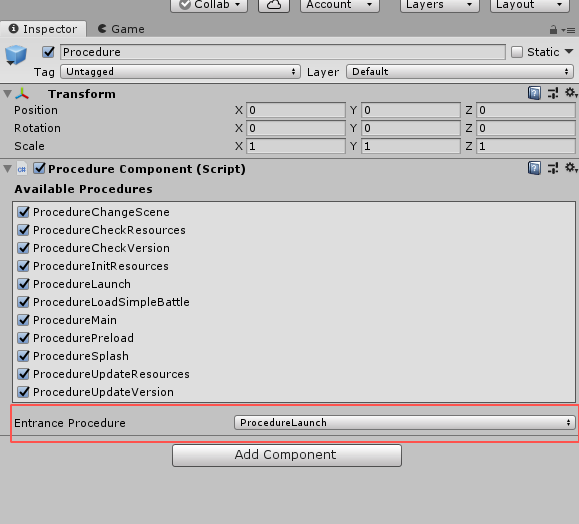 Collab Account Layers Layout
Inspector Game
Procedure Static
Tag Untagged Layer Default
Transform
Position X 0 Y 0 Z 0
Rotation X 0 Y 0 Z 0
Scale X 1 Y 1 Z 1
c# Procedure Component (Script)
Available Procedures
ProcedureChangeScene
ProcedureCheckResources
ProcedureCheckVersion
ProcedureInitResources
ProcedureLaunch
ProcedureLoadSimpleBattle
ProcedureMain
ProcedurePreload
ProcedureSplash
ProcedureUpdateResources
ProcedureUpdateVersion
Entrance Procedure ProcedureLaunch
Add Component